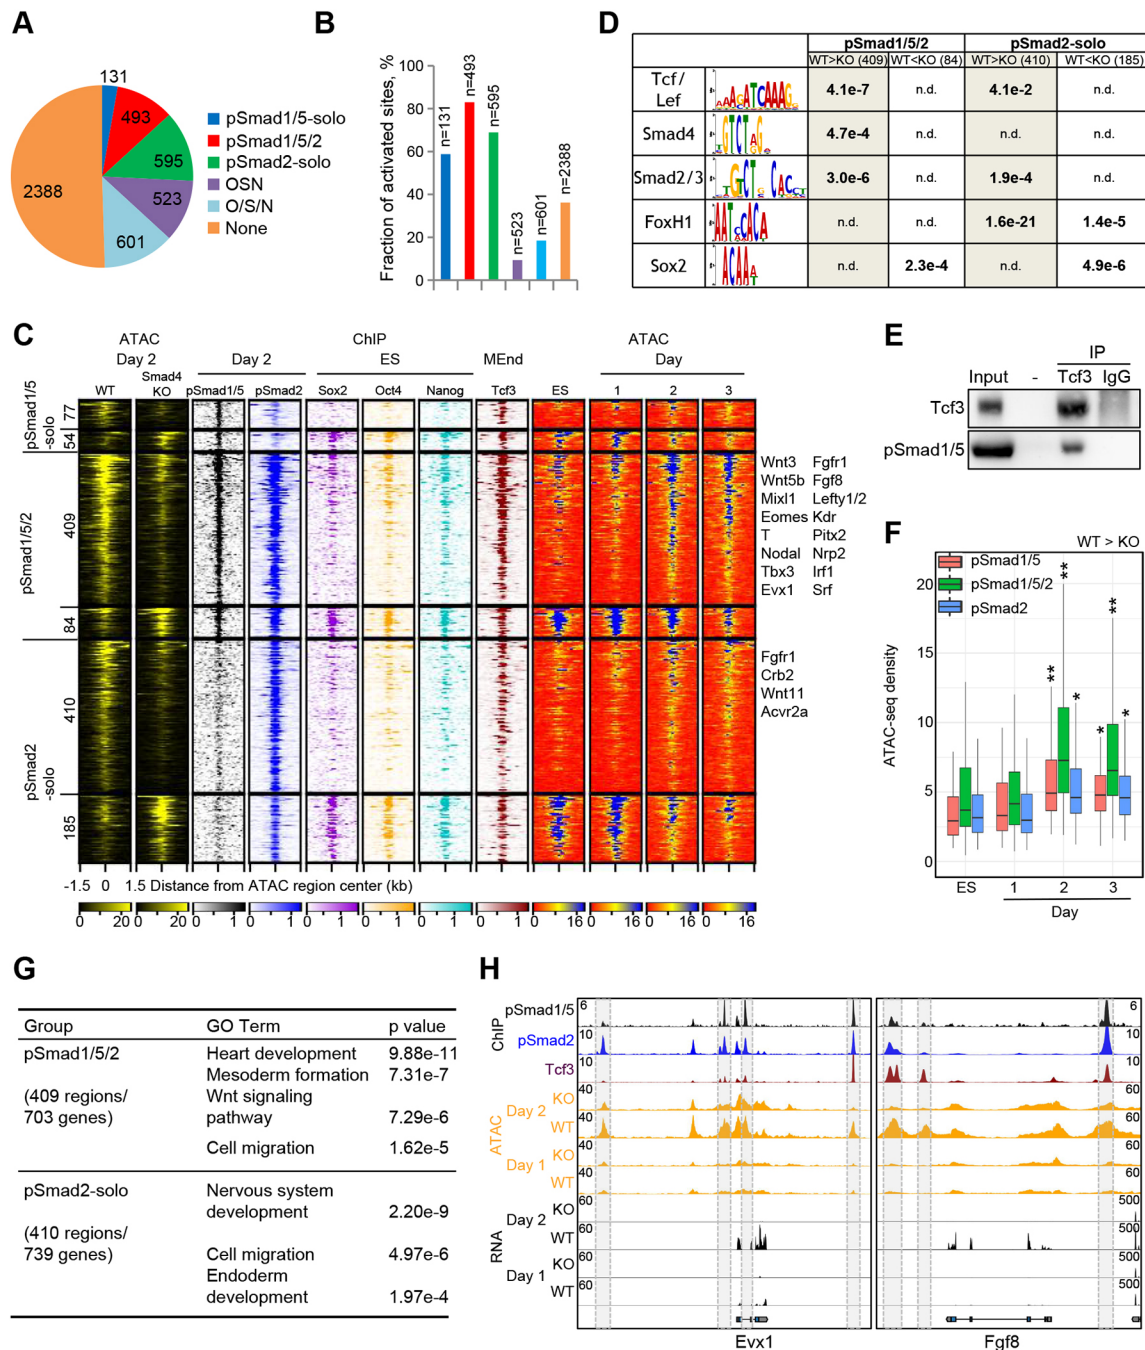 A
131
493
595
523
601
2388
pSmad1/5-solo
pSmad1/5/2
pSmad2-solo
OSN
O/S/N
None
B
Fraction of activated sites, %
100
80
60
40
20
0
n=131
n=493
n=595
n=523
n=601
n=2388
D
pSmad1/5/2 pSmad2-solo
WT>KO (409) WT<KO (84) WT>KO (410) WT<KO (185)
Tcf/
Lef 4.1e-7 n.d. 4.1e-2 n.d.
Smad4 4.7e-4 n.d. n.d. n.d.
Smad2/3 3.0e-6 n.d. 1.9e-4 n.d.
FoxH1 n.d. n.d. 1.6e-21 1.4e-5
Sox2 n.d. 2.3e-4 n.d. 4.9e-6
C
ATAC ChIP ATAC
Day 2 Day 2 ES MEnd Day
WT Smad4 KO pSmad1/5 pSmad2 Sox2 Oct4 Nanog Tcf3 ES 1 2 3
pSmad1/5
-solo
77
54
pSmad1/5/2
409
84
pSmad2
-solo
410
185
Wnt3 Fgfr1
Wnt5b Fgf8
Mixl1 Lefty1/2
Eomes Kdr
T Pitx2
Nodal Nrp2
Tbx3 Irf1
Evx1 Srf
Fgfr1
Crb2
Wnt11
Acvr2a
-1.5 0 1.5 Distance from ATAC region center (kb)
0 20 0 20 0 1 0 1 0 1 0 1 0 1 0 1 0 16 0 16 0 16 0 16
E
IP
Input - Tcf3 IgG
Tcf3
pSmad1/5
F
WT > KO
pSmad1/5
pSmad1/5/2
pSmad2
ATAC-seq density
20
15
10
5
0
** ** * * ** *
ES 1 2 3
Day
G
Group GO Term p value
pSmad1/5/2 Heart development 9.88e-11
Mesoderm formation 7.31e-7
(409 regions/ Wnt signaling
703 genes) pathway 7.29e-6
Cell migration 1.62e-5
pSmad2-solo Nervous system
development 2.20e-9
(410 regions/
739 genes) Cell migration 4.97e-6
Endoderm
development 1.97e-4
H
ChIP
pSmad1/5 6 6
pSmad2 10 10
Tcf3 10 10
ATAC
Day 2 KO 40 60
WT 40 60
Day 1 KO 40 60
WT 40 60
RNA
Day 2 KO 60 500
WT 60 500
Day 1 KO 60 500
WT 60 500
Evx1 Fgf8